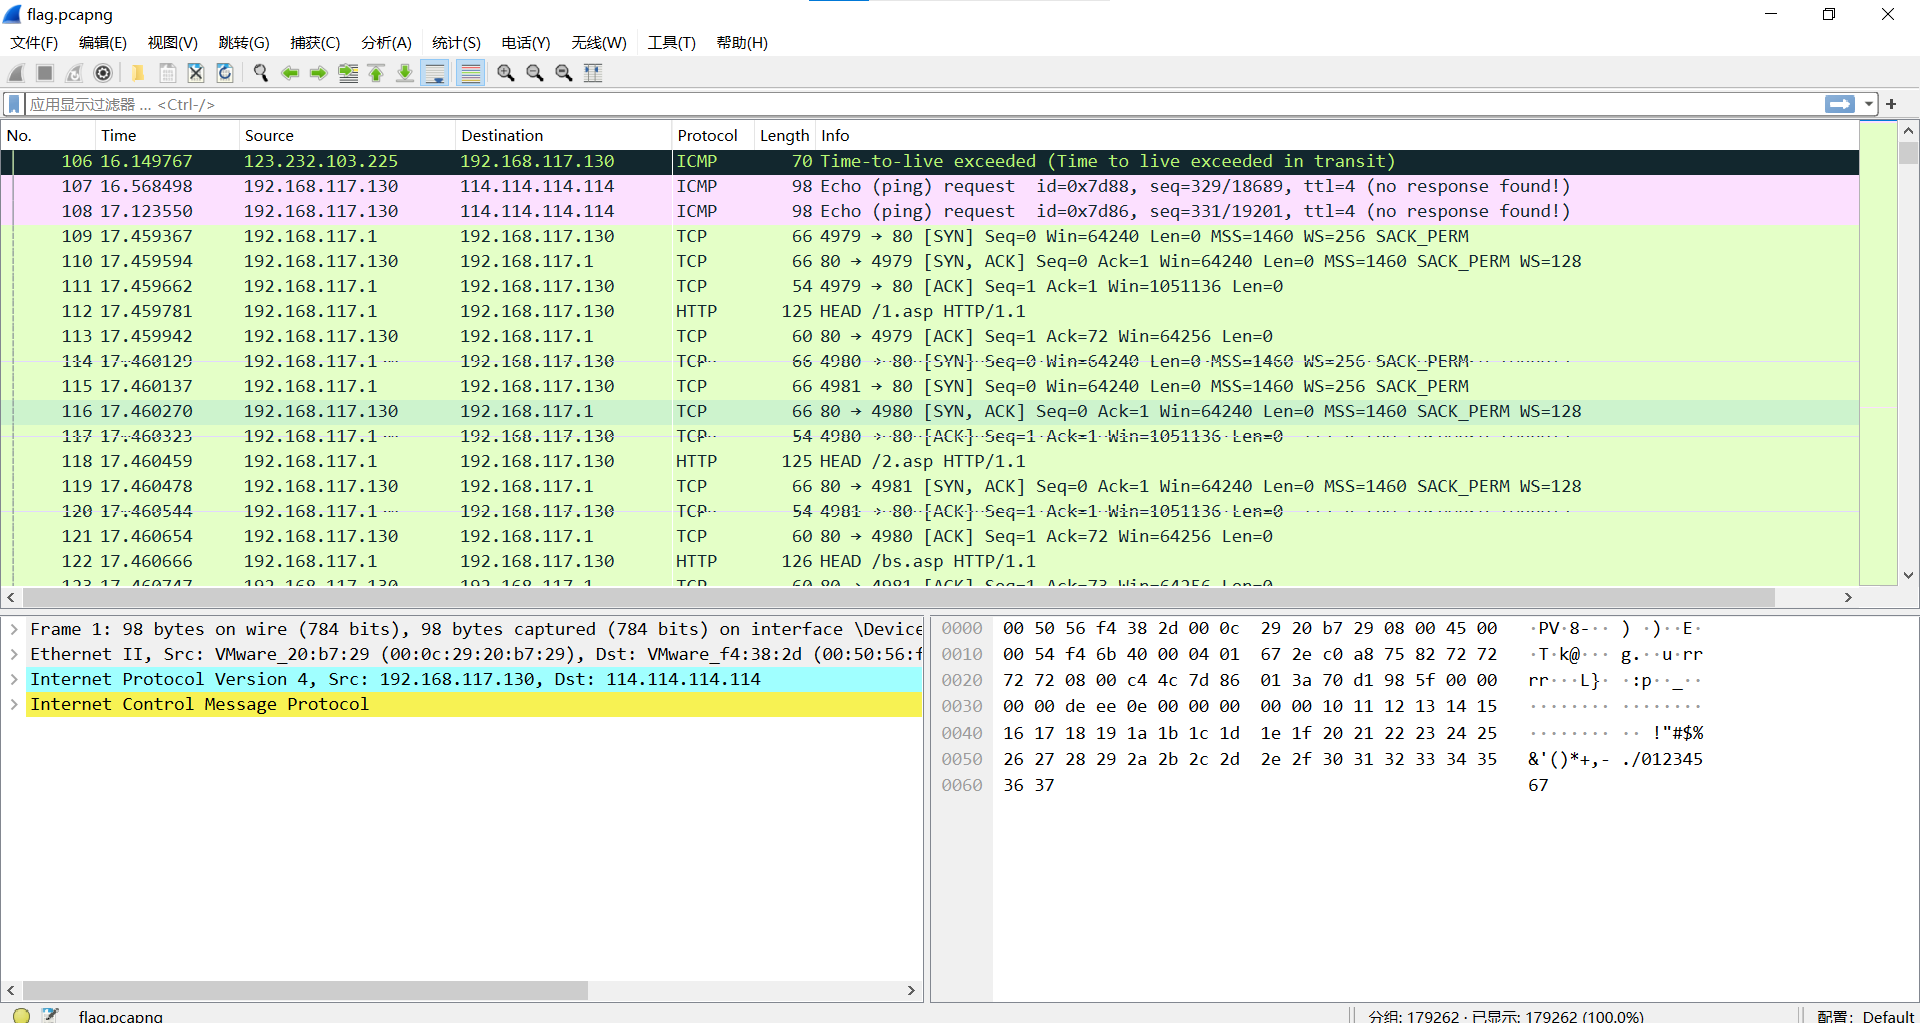 flag.pcapng
文件(F) 编辑(E) 视图(V) 跳转(G) 捕获(C) 分析(A) 统计(S) 电话(Y) 无线(W) 工具(T) 帮助(H)
应用显示过滤器 … <Ctrl-/>
No. Time Source Destination Protocol Length Info
106 16.149767 123.232.103.225 192.168.117.130 ICMP 70 Time-to-live exceeded (Time to live exceeded in transit)
107 16.568498 192.168.117.130 114.114.114.114 ICMP 98 Echo (ping) request id=0x7d88, seq=329/18689, ttl=4 (no response found!)
108 17.123550 192.168.117.130 114.114.114.114 ICMP 98 Echo (ping) request id=0x7d86, seq=331/19201, ttl=4 (no response found!)
109 17.459367 192.168.117.1 192.168.117.130 TCP 66 4979 → 80 [SYN] Seq=0 Win=64240 Len=0 MSS=1460 WS=256 SACK_PERM
110 17.459594 192.168.117.130 192.168.117.1 TCP 66 80 → 4979 [SYN, ACK] Seq=0 Ack=1 Win=64240 Len=0 MSS=1460 SACK_PERM WS=128
111 17.459662 192.168.117.1 192.168.117.130 TCP 54 4979 → 80 [ACK] Seq=1 Ack=1 Win=1051136 Len=0
112 17.459781 192.168.117.1 192.168.117.130 HTTP 125 HEAD /1.asp HTTP/1.1
113 17.459942 192.168.117.130 192.168.117.1 TCP 60 80 → 4979 [ACK] Seq=1 Ack=72 Win=64256 Len=0
114 17.460129 192.168.117.1 192.168.117.130 TCP 66 4980 → 80 [SYN] Seq=0 Win=64240 Len=0 MSS=1460 WS=256 SACK_PERM
115 17.460137 192.168.117.1 192.168.117.130 TCP 66 4981 → 80 [SYN] Seq=0 Win=64240 Len=0 MSS=1460 WS=256 SACK_PERM
116 17.460270 192.168.117.130 192.168.117.1 TCP 66 80 → 4980 [SYN, ACK] Seq=0 Ack=1 Win=64240 Len=0 MSS=1460 SACK_PERM WS=128
117 17.460323 192.168.117.1 192.168.117.130 TCP 54 4980 → 80 [ACK] Seq=1 Ack=1 Win=1051136 Len=0
118 17.460459 192.168.117.1 192.168.117.130 HTTP 125 HEAD /2.asp HTTP/1.1
119 17.460478 192.168.117.130 192.168.117.1 TCP 66 80 → 4981 [SYN, ACK] Seq=0 Ack=1 Win=64240 Len=0 MSS=1460 SACK_PERM WS=128
120 17.460544 192.168.117.1 192.168.117.130 TCP 54 4981 → 80 [ACK] Seq=1 Ack=1 Win=1051136 Len=0
121 17.460654 192.168.117.130 192.168.117.1 TCP 60 80 → 4980 [ACK] Seq=1 Ack=72 Win=64256 Len=0
122 17.460666 192.168.117.1 192.168.117.130 HTTP 126 HEAD /bs.asp HTTP/1.1
123 17.460747 192.168.117.130 192.168.117.1 TCP 60 80 → 4981 [ACK] Seq=1 Ack=73 Win=64256 Len=0
Frame 1: 98 bytes on wire (784 bits), 98 bytes captured (784 bits) on interface \Device
Ethernet II, Src: VMware_20:b7:29 (00:0c:29:20:b7:29), Dst: VMware_f4:38:2d (00:50:56:f
Internet Protocol Version 4, Src: 192.168.117.130, Dst: 114.114.114.114
Internet Control Message Protocol
0000 00 50 56 f4 38 2d 00 0c 29 20 b7 29 08 00 45 00 ·PV·8-·· ) ·)··E·
0010 00 54 f4 6b 40 00 04 01 67 2e c0 a8 75 82 72 72 ·T·k@··· g.··u·rr
0020 72 72 08 00 c4 4c 7d 86 01 3a 70 d1 98 5f 00 00 rr···L}· ·:p··_··
0030 00 00 de ee 0e 00 00 00 00 00 10 11 12 13 14 15 ········ ········
0040 16 17 18 19 1a 1b 1c 1d 1e 1f 20 21 22 23 24 25 ········ ·· !"#$%
0050 26 27 28 29 2a 2b 2c 2d 2e 2f 30 31 32 33 34 35 &'()*+,- ./012345
0060 36 37 67
flag.pcapng 分组: 179262 · 已显示: 179262 (100.0%) 配置: Default